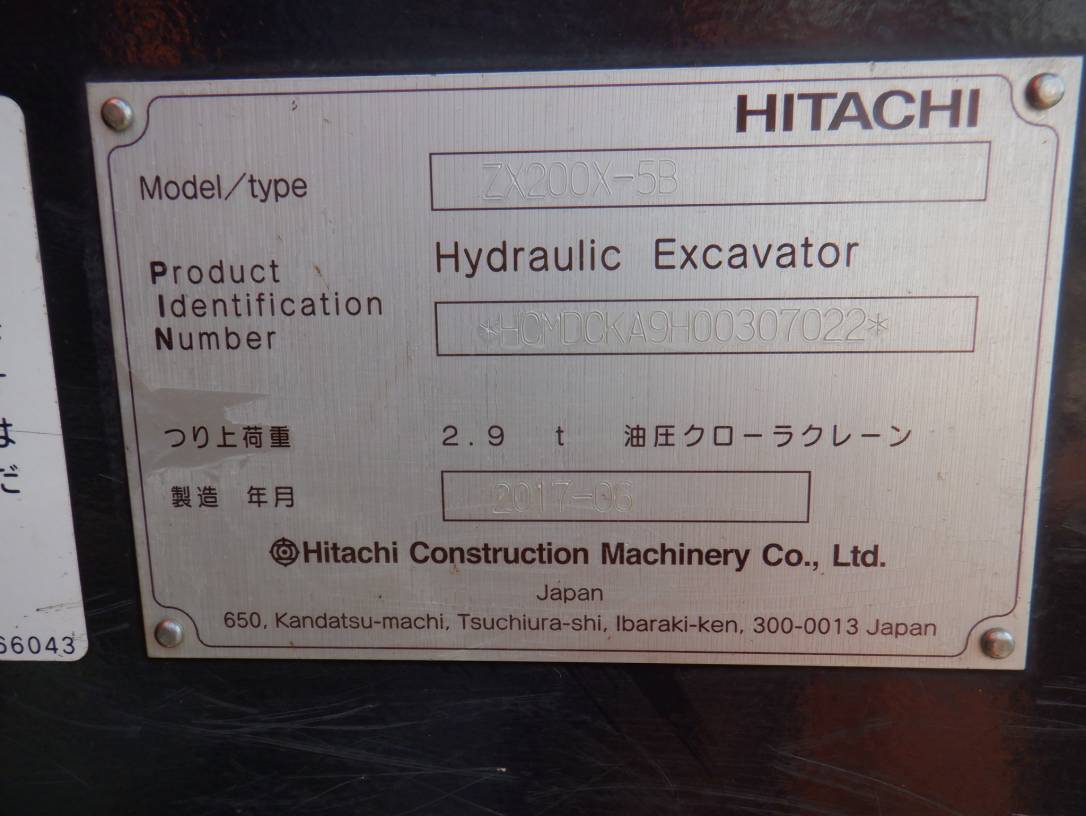 HITACHI
Model/type ZX200X-5B
Hydraulic Excavator
Product
Identification
Number *HCMDCKA9H00307022*
つり上荷重 2.9 t 油圧クローラクレーン
製造 年月 2017-06
Hitachi Construction Machinery Co., Ltd.
Japan
650, Kandatsu-machi, Tsuchiura-shi, Ibaraki-ken, 300-0013 Japan
は
だ
66043